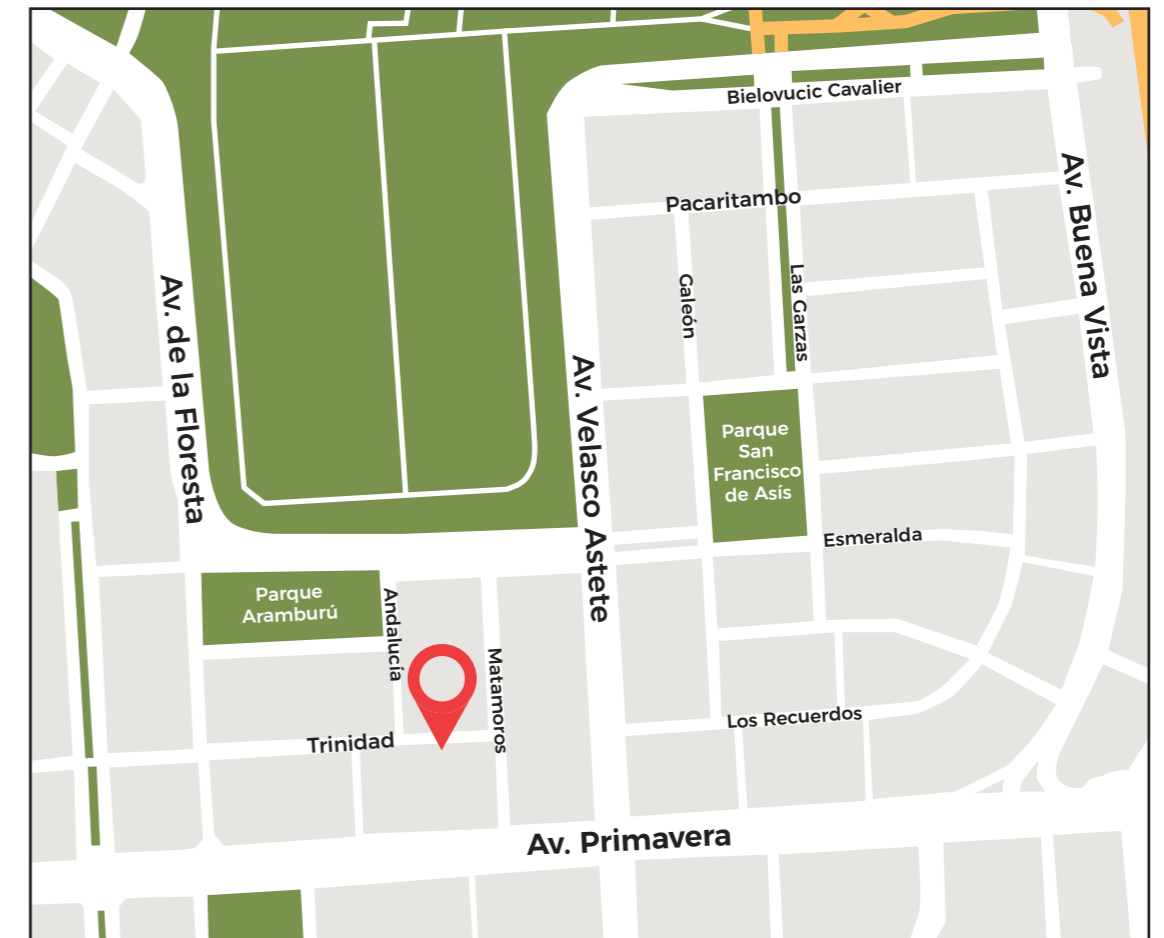 Bielovucic Cavalier
Pacaritambo
Av. Buena Vista
Galeón
Las Garzas
Av. de la Floresta
Av. Velasco Astete
Parque
San
Francisco
de Asís
Esmeralda
Parque
Aramburú
Andalucía
Matamoros
Los Recuerdos
Trinidad
Av. Primavera